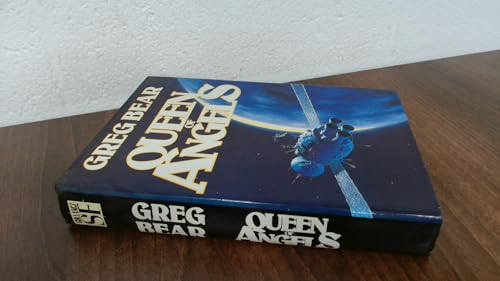 GREG BEAR
QUEEN
OF
ANGELS
SF
GREG
BEAR
QUEEN
OF
ANGELS